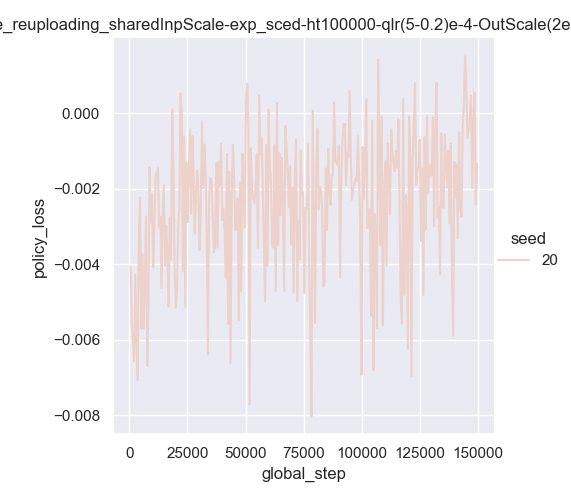 e_reuploading_sharedInpScale-exp_sced-ht100000-qlr(5-0.2)e-4-OutScale(2e
0.000
−0.002
−0.004
−0.006
−0.008
policy_loss
0 25000 50000 75000 100000 125000 150000
global_step
seed
20